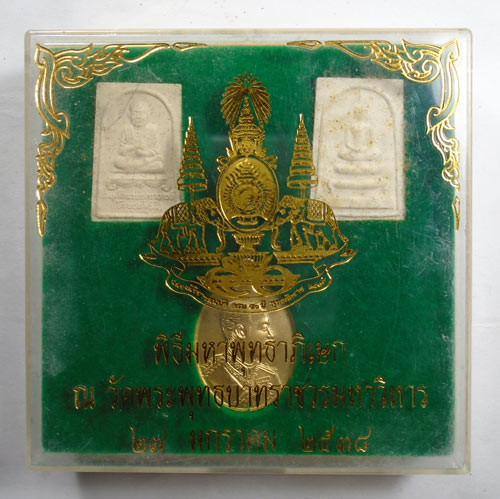 พิธีมหาพุทธาภิเษก
ณ วัดพระพุทธบาทราชวรมหาวิหาร
๒๗ มกราคม ๒๕๓๘